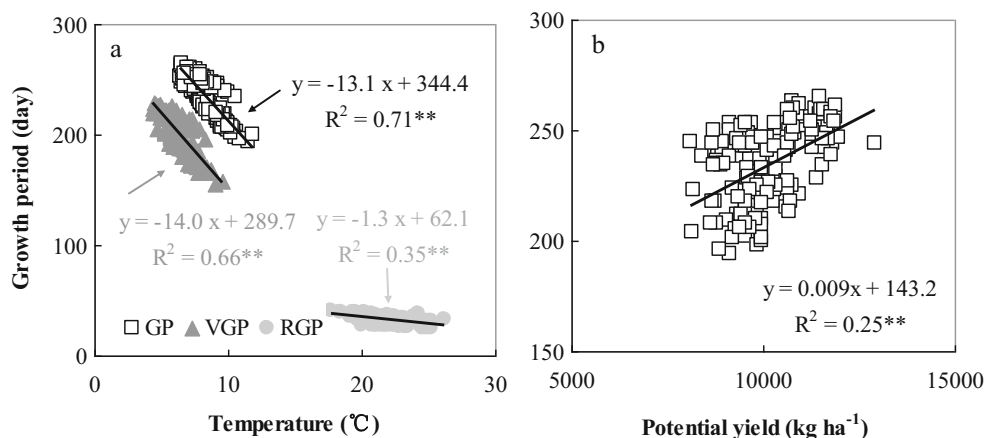 300
a
y = -13.1 x + 344.4
R² = 0.71**
200
y = -14.0 x + 289.7
R² = 0.66**
y = -1.3 x + 62.1
R² = 0.35**
100
GP VGP RGP
0
0 10 20 30
Temperature (℃)
Growth period (day)
300
b
250
200
y = 0.009x + 143.2
R² = 0.25**
150
5000 10000 15000
Potential yield (kg ha⁻¹)